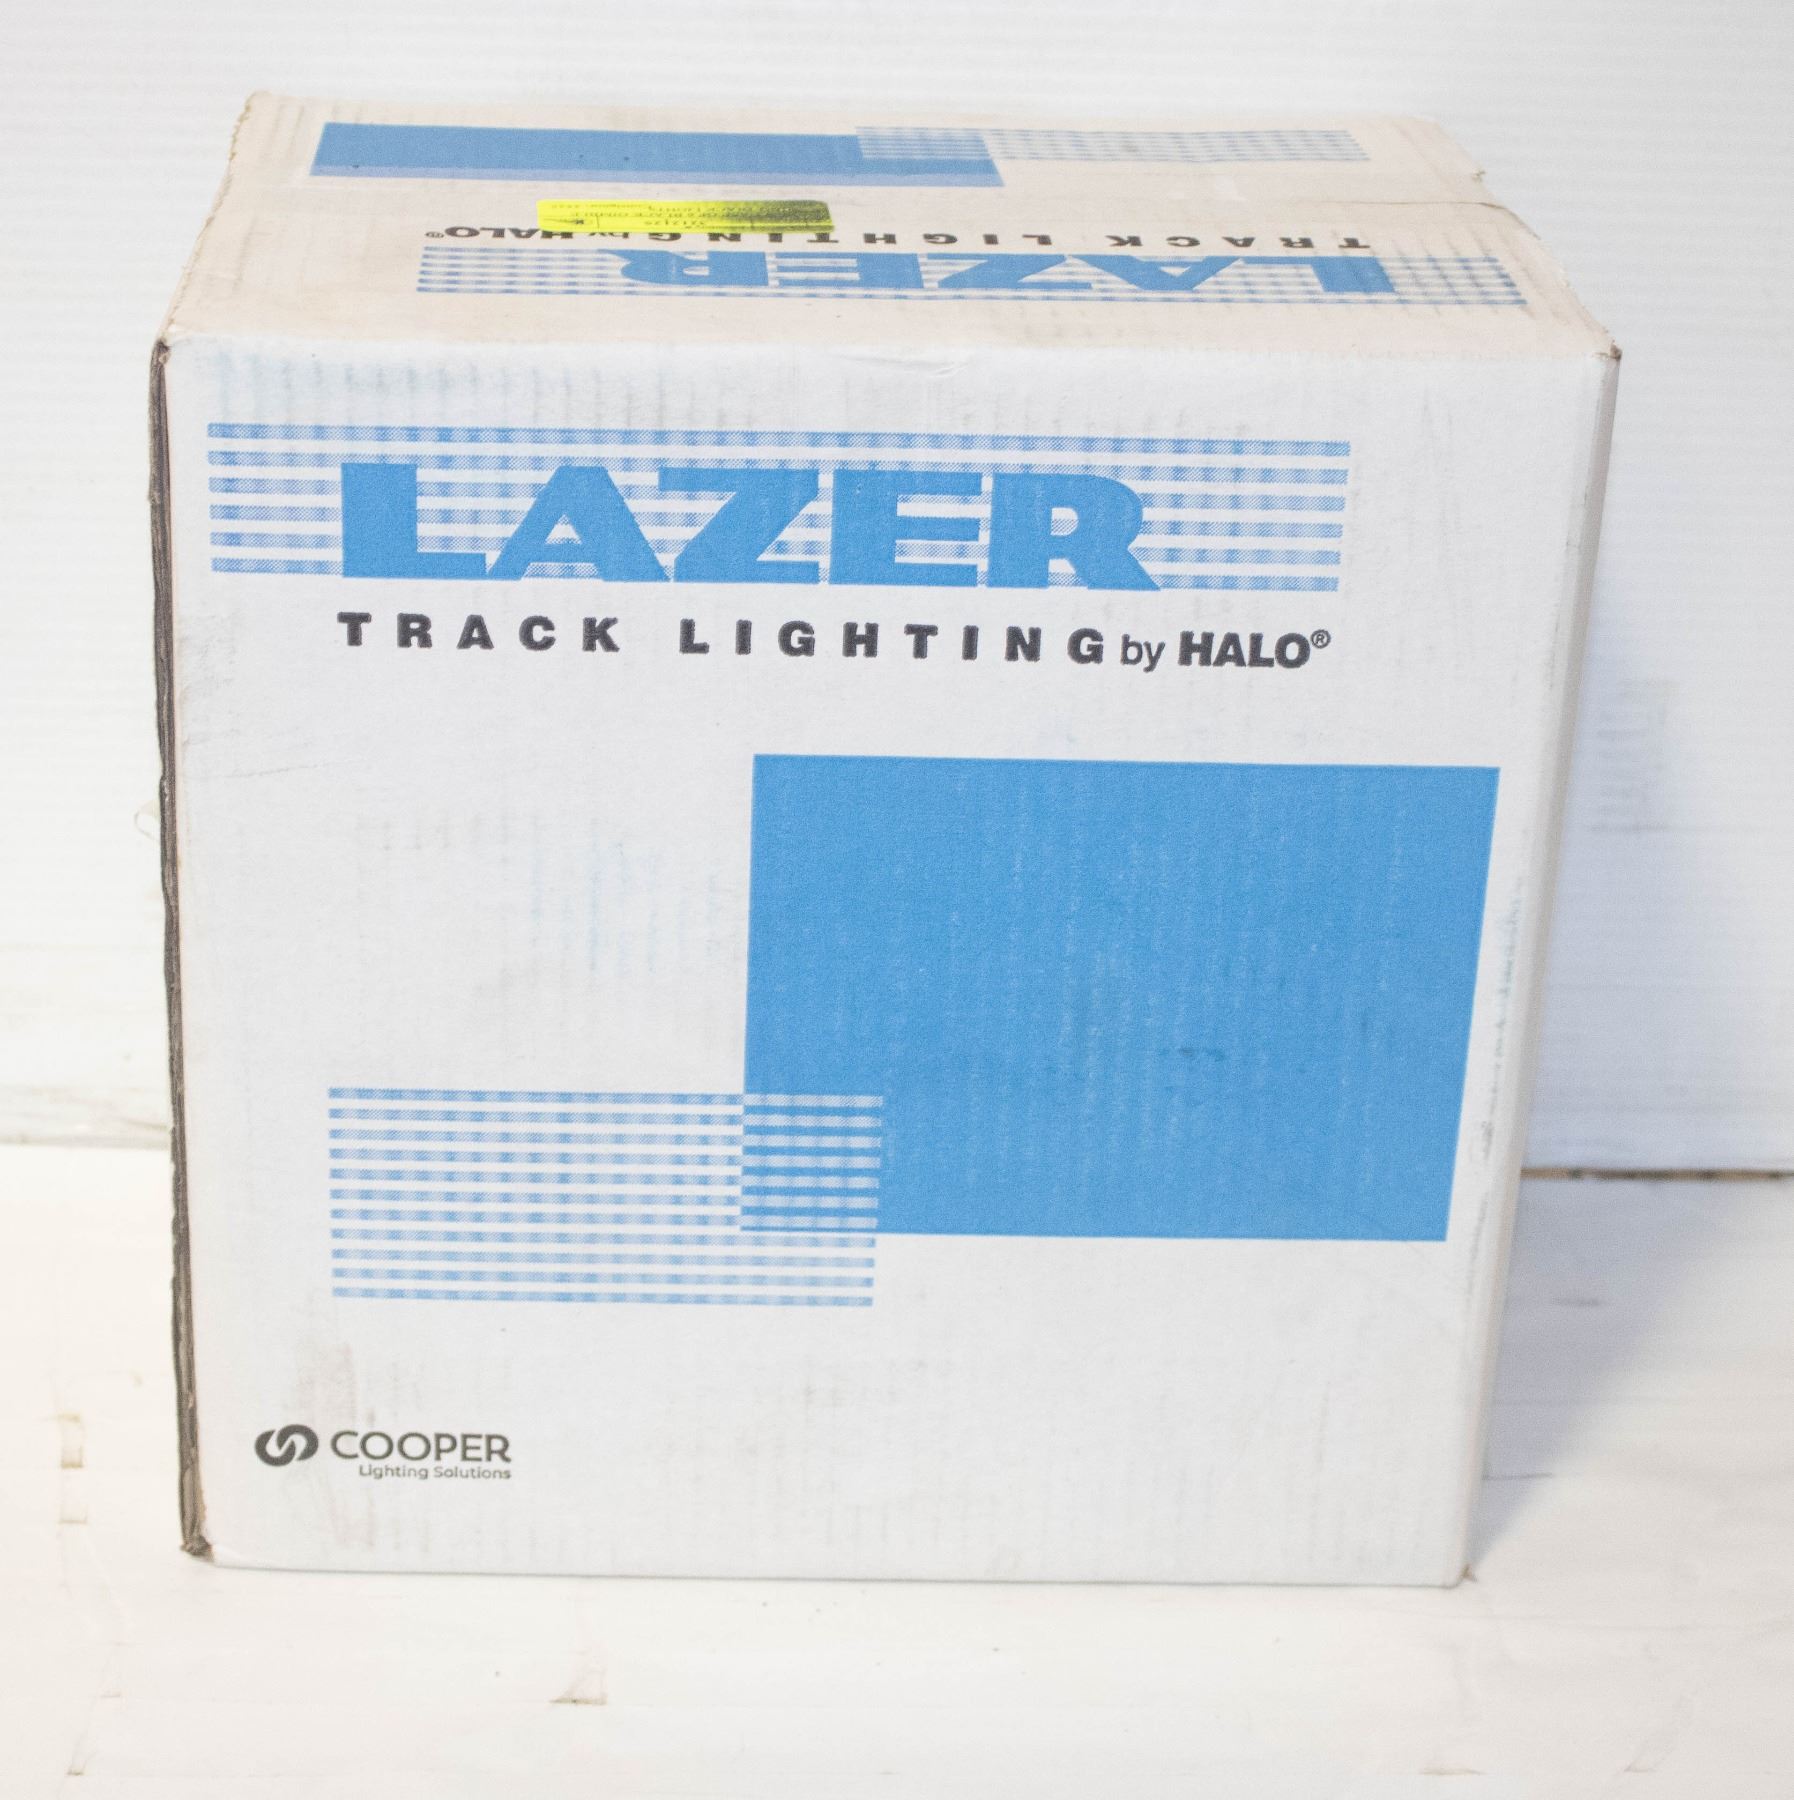 TRACK LIGHTING by HALO®
LAZER
LAZER
TRACK LIGHTING by HALO®
COOPER
Lighting Solutions